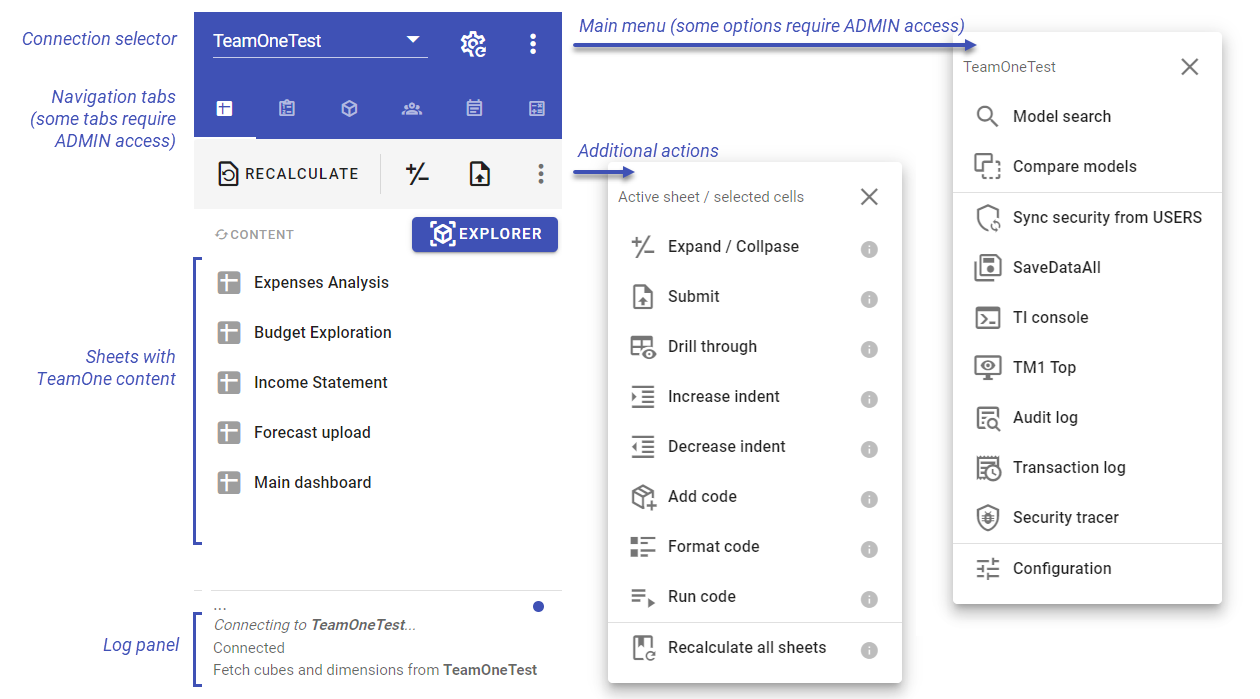 Connection selector
Navigation tabs
(some tabs require
ADMIN access)
Sheets with
TeamOne content
Log panel
TeamOneTest
RECALCULATE
CONTENT
EXPLORER
Expenses Analysis
Budget Exploration
Income Statement
Forecast upload
Main dashboard
...
Connecting to TeamOneTest...
Connected
Fetch cubes and dimensions from TeamOneTest
Additional actions
Active sheet / selected cells
Expand / Collpase
Submit
Drill through
Increase indent
Decrease indent
Add code
Format code
Run code
Recalculate all sheets
Main menu (some options require ADMIN access)
TeamOneTest
Model search
Compare models
Sync security from USERS
SaveDataAll
TI console
TM1 Top
Audit log
Transaction log
Security tracer
Configuration